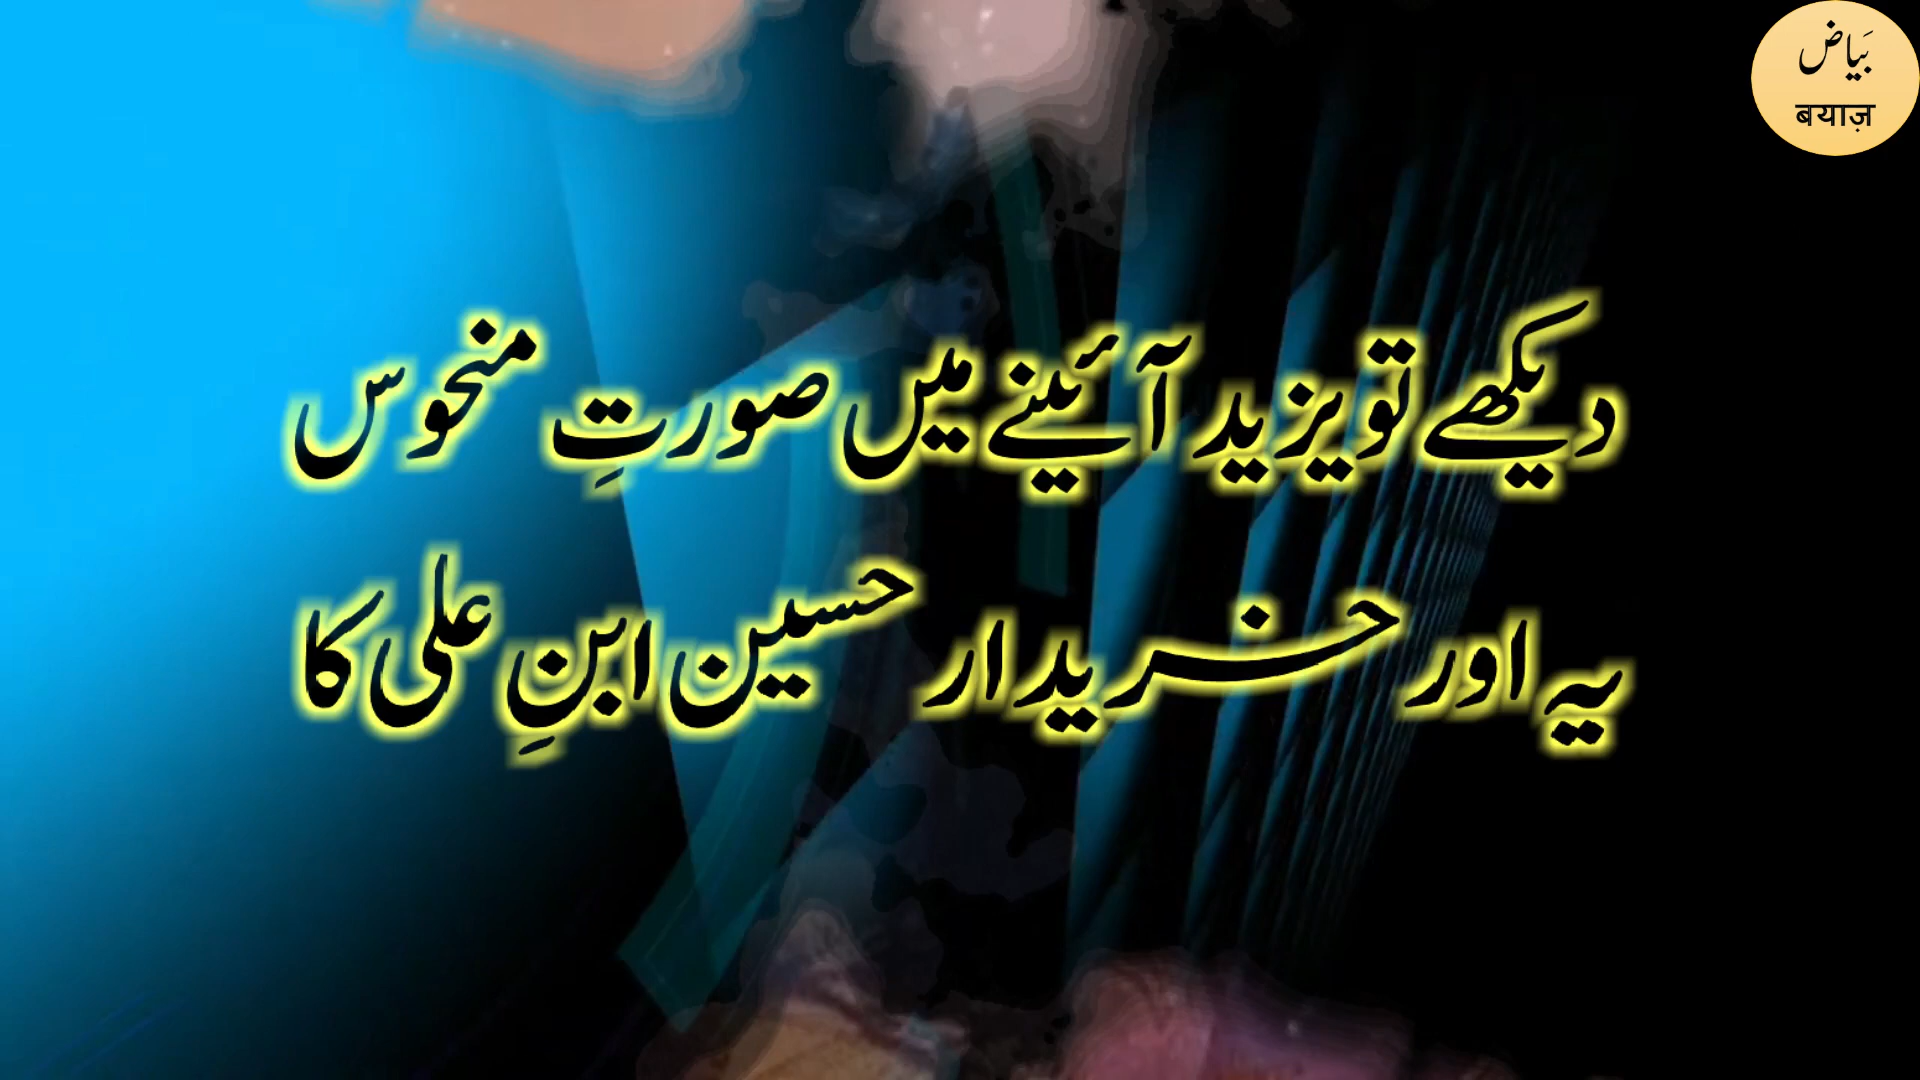 بَیاض
बयाज़
دیکھے تو یزید آئینے میں صورتِ منحوس
یہ اور خریدار حسین ابنِ علی کا